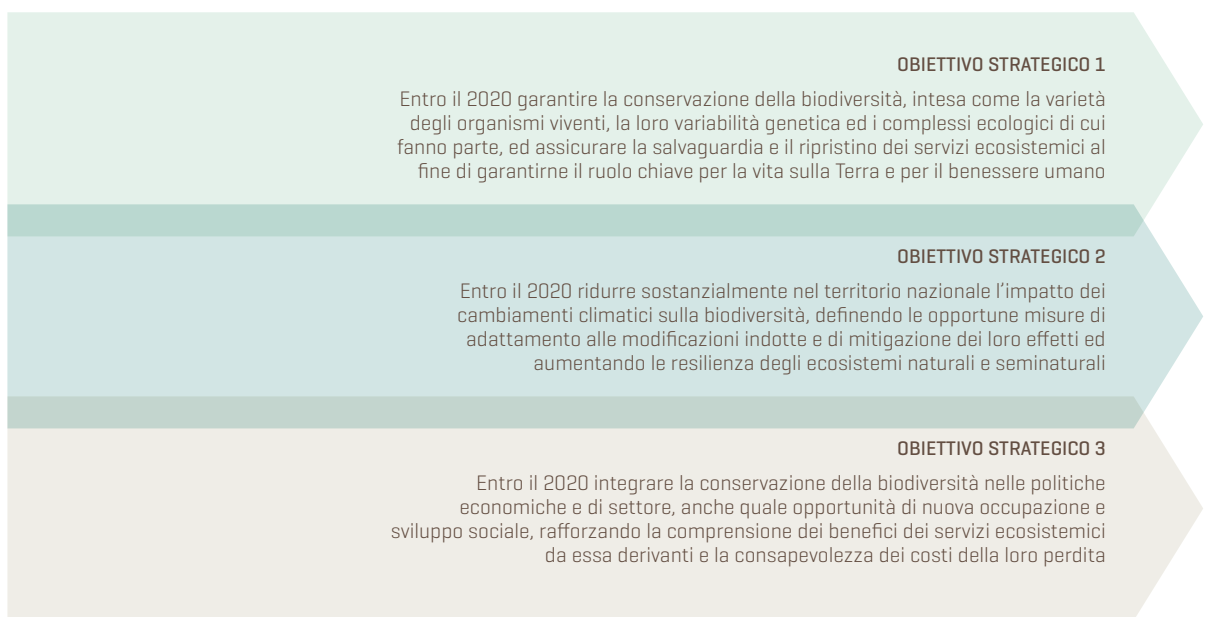 OBIETTIVO STRATEGICO 1
Entro il 2020 garantire la conservazione della biodiversità, intesa come la varietà
degli organismi viventi, la loro variabilità genetica ed i complessi ecologici di cui
fanno parte, ed assicurare la salvaguardia e il ripristino dei servizi ecosistemici al
fine di garantirne il ruolo chiave per la vita sulla Terra e per il benessere umano
OBIETTIVO STRATEGICO 2
Entro il 2020 ridurre sostanzialmente nel territorio nazionale l'impatto dei
cambiamenti climatici sulla biodiversità, definendo le opportune misure di
adattamento alle modificazioni indotte e di mitigazione dei loro effetti ed
aumentando le resilienza degli ecosistemi naturali e seminaturali
OBIETTIVO STRATEGICO 3
Entro il 2020 integrare la conservazione della biodiversità nelle politiche
economiche e di settore, anche quale opportunità di nuova occupazione e
sviluppo sociale, rafforzando la comprensione dei benefici dei servizi ecosistemici
da essa derivanti e la consapevolezza dei costi della loro perdita